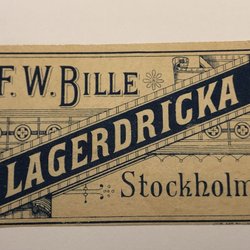 F. W. BILLE
LAGERDRICKA
Stockholm